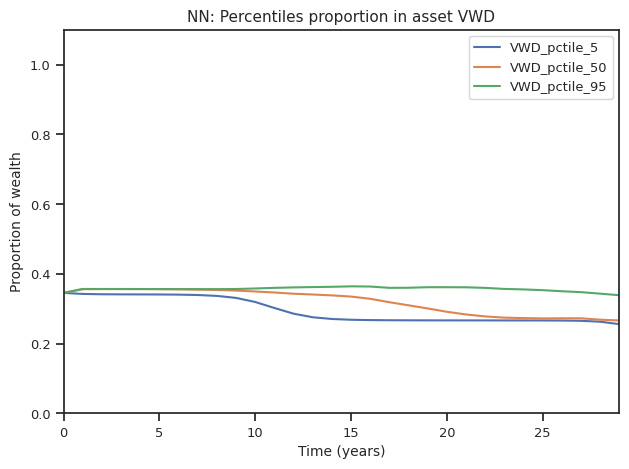 NN: Percentiles proportion in asset VWD
VWD_pctile_5
VWD_pctile_50
VWD_pctile_95
Proportion of wealth
1.0
0.8
0.6
0.4
0.2
0.0
0 5 10 15 20 25
Time (years)